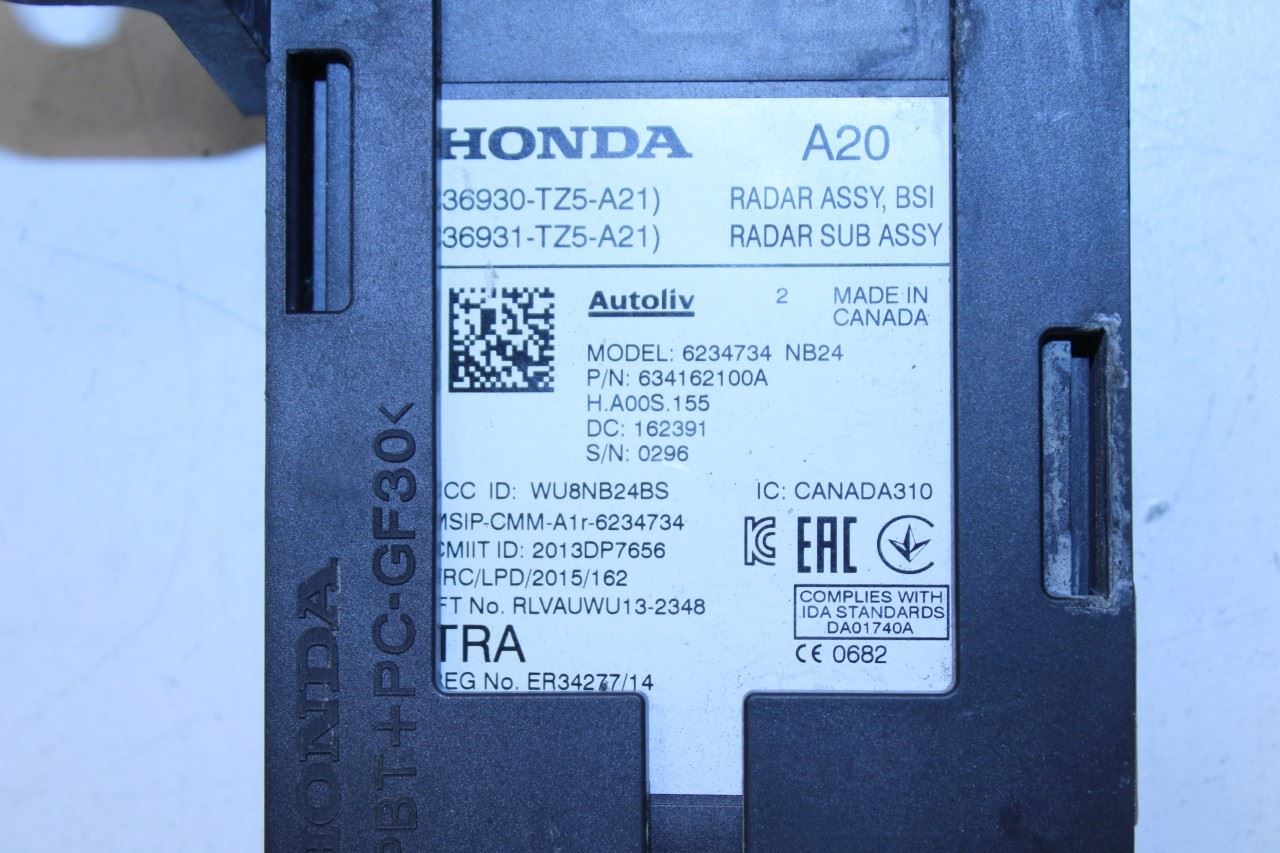 HONDA A20
36930-TZ5-A21) RADAR ASSY, BSI
36931-TZ5-A21) RADAR SUB ASSY
Autoliv 2 MADE IN
CANADA
MODEL: 6234734 NB24
P/N: 634162100A
H.A00S.155
DC: 162391
S/N: 0296
CC ID: WU8NB24BS IC: CANADA310
MSIP-CMM-A1r-6234734
CMIIT ID: 2013DP7656
EAC
RC/LPD/2015/162
FT No. RLVAUWU13-2348
COMPLIES WITH
IDA STANDARDS
DA01740A
TRA
CE 0682
REG No. ER34277/14
HONDA
PBT+PC-GF30<